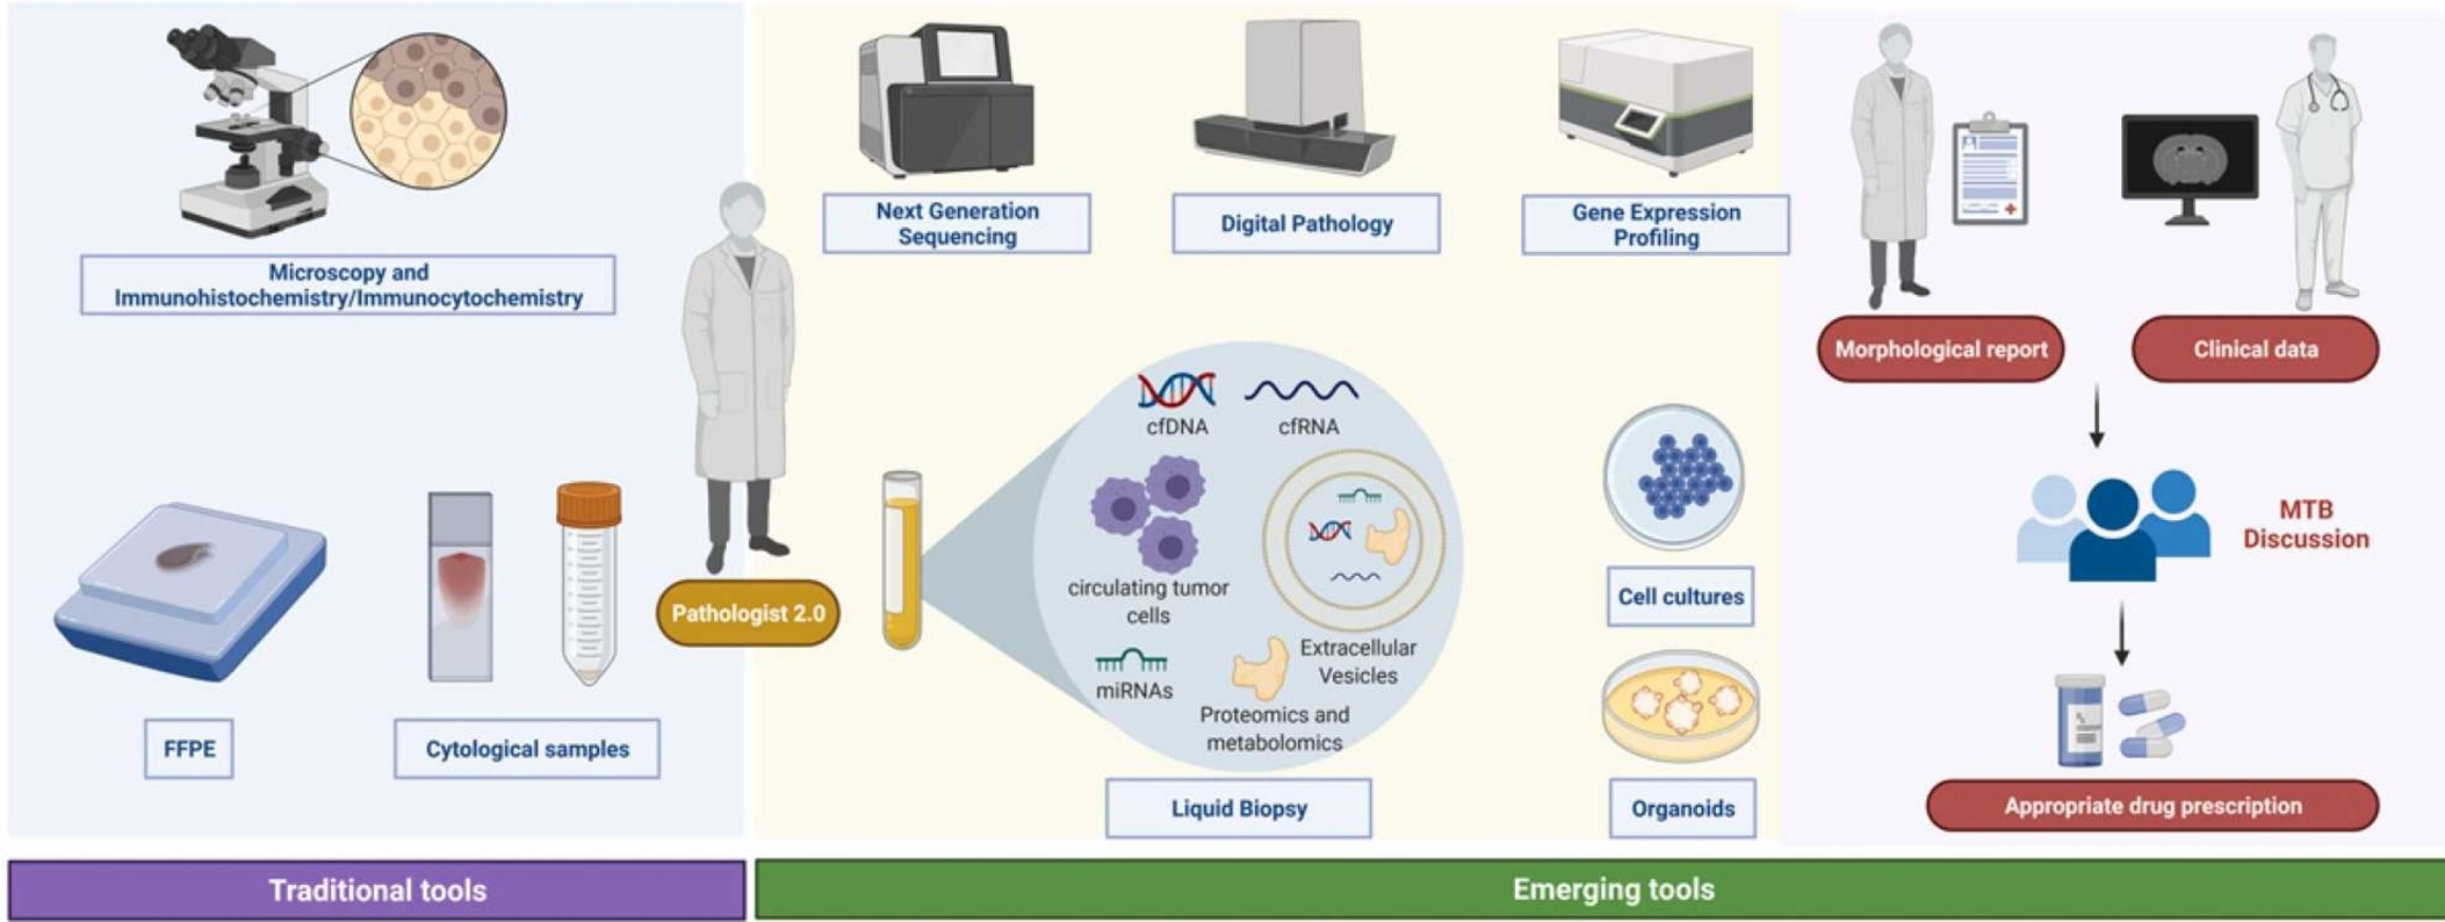 Microscopy and
Immunohistochemistry/Immunocytochemistry
FFPE
Cytological samples
Pathologist 2.0
Next Generation
Sequencing
Digital Pathology
Gene Expression
Profiling
cfDNA
cfRNA
circulating tumor
cells
miRNAs
Extracellular
Vesicles
Proteomics and
metabolomics
Liquid Biopsy
Cell cultures
Organoids
Morphological report
Clinical data
MTB
Discussion
Appropriate drug prescription
Traditional tools
Emerging tools